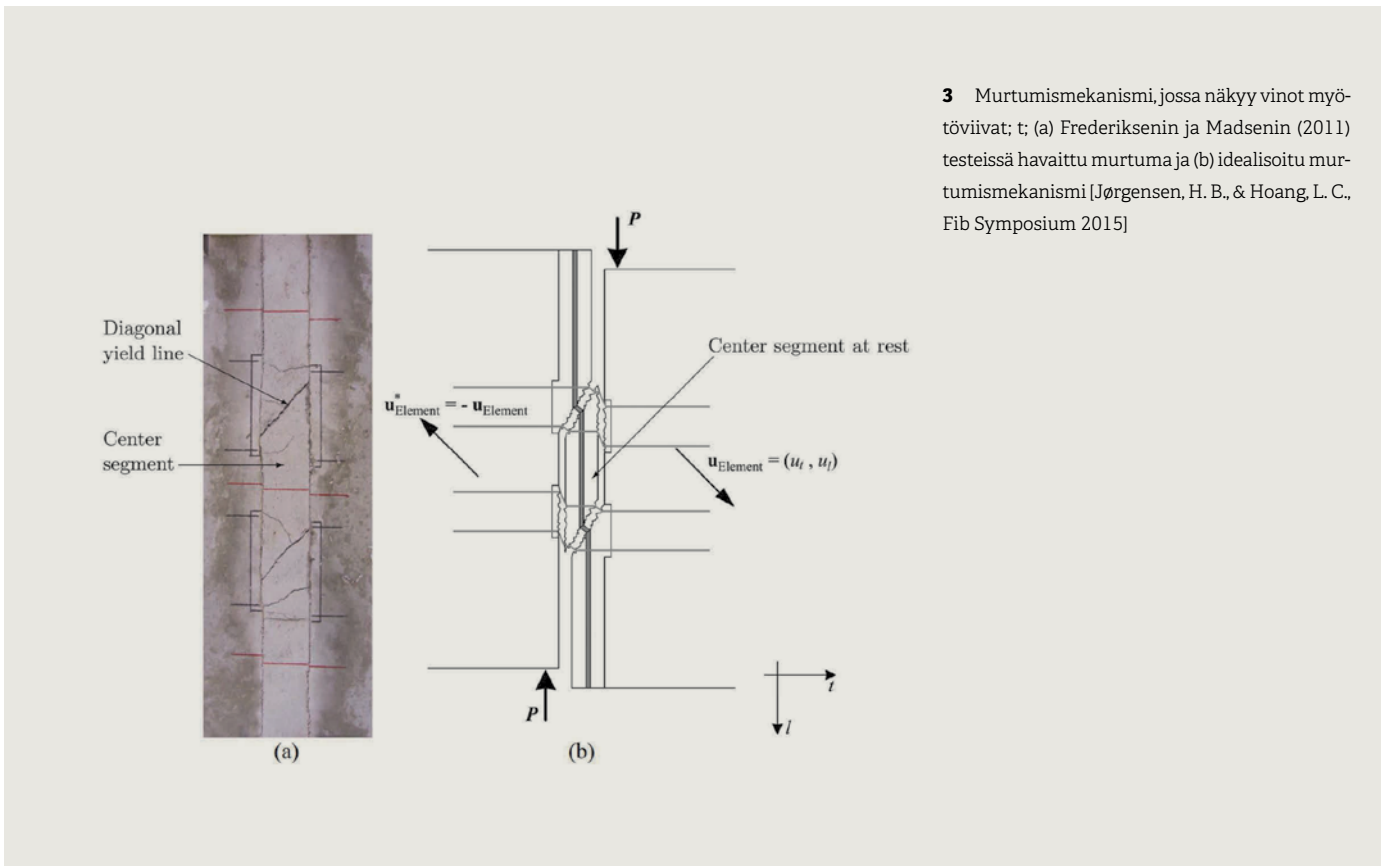 3 Murtumismekanismi, jossa näkyy vinot myö-
töviivat; t; (a) Frederiksenin ja Madsenin (2011)
testeissä havaittu murtuma ja (b) idealisoitu mur-
tumismekanismi [Jørgensen, H. B., & Hoang, L. C.,
Fib Symposium 2015]
P
Diagonal
yield line
Center
segment
Center segment at rest
u*Element = - uElement
uElement = (ut , ul)
P
t
l
(a)
(b)